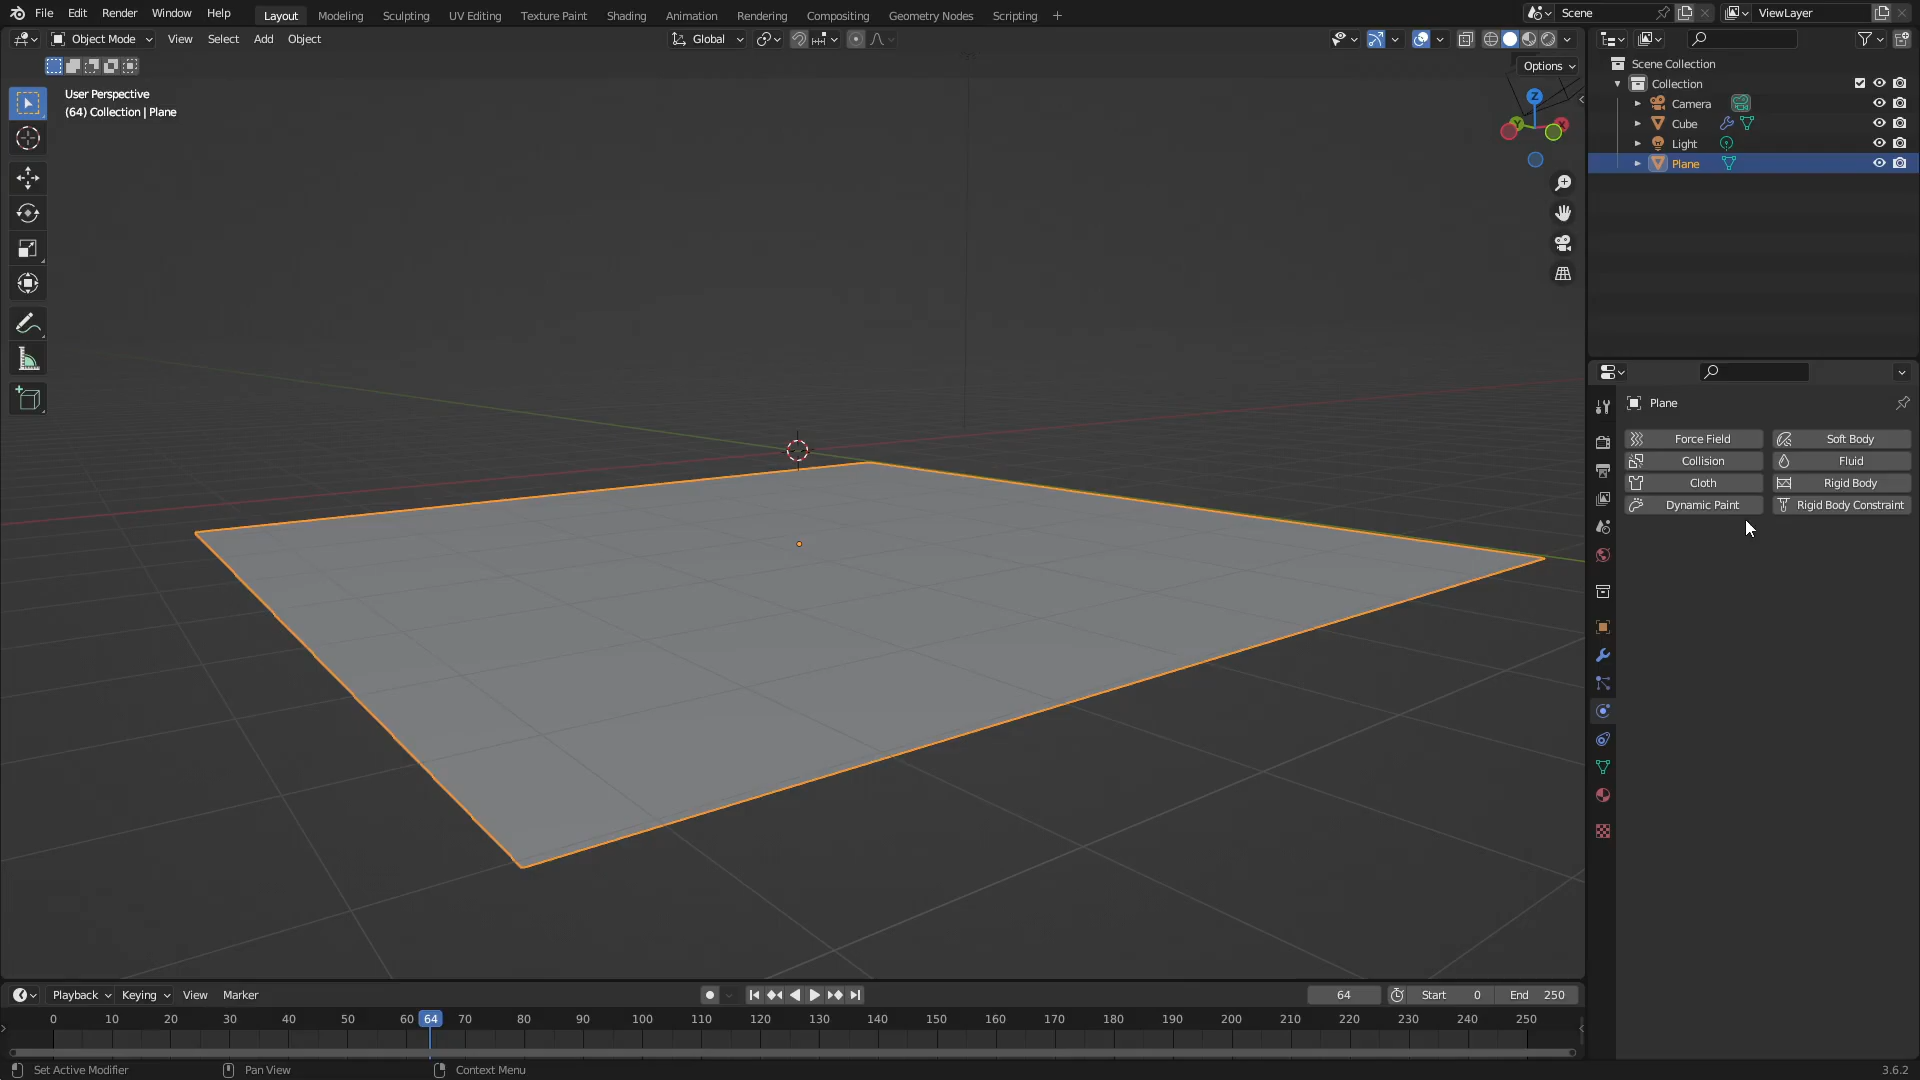 File Edit Render Window Help Layout Modeling Sculpting UV Editing Texture Paint Shading Animation Rendering Compositing Geometry Nodes Scripting + Scene ViewLayer
Object Mode View Select Add Object Global
Options
User Perspective
(64) Collection | Plane
Z
Y
X
Scene Collection
Collection
Camera
Cube
Light
Plane
Plane
Force Field Soft Body
Collision Fluid
Cloth Rigid Body
Dynamic Paint Rigid Body Constraint
Playback Keying View Marker 64 Start 0 End 250
0 10 20 30 40 50 60 64 70 80 90 100 110 120 130 140 150 160 170 180 190 200 210 220 230 240 250
Set Active Modifier Pan View Context Menu 3.6.2